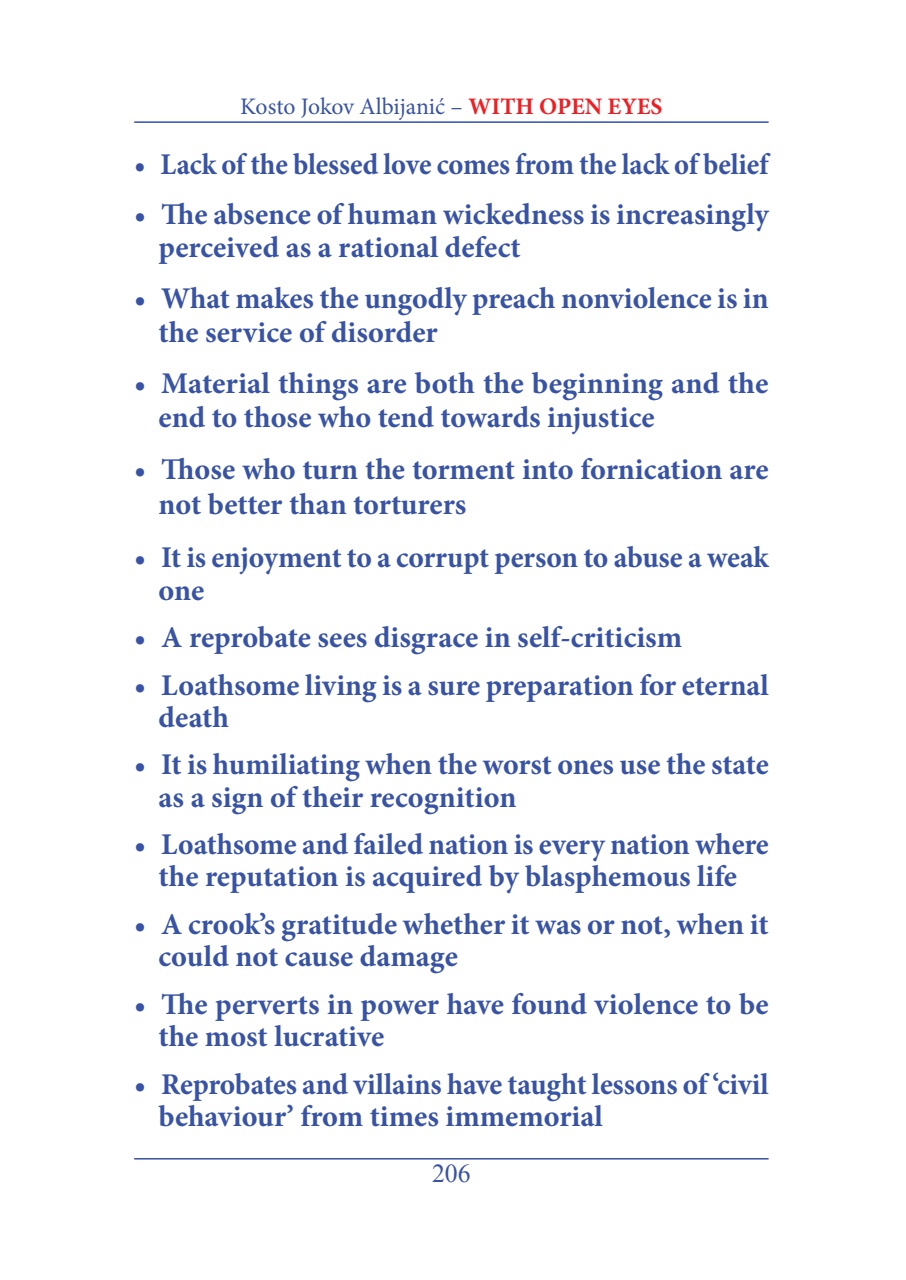 Kosto Jokov Albijanić – WITH OPEN EYES
• Lack of the blessed love comes from the lack of belief
• The absence of human wickedness is increasingly
perceived as a rational defect
• What makes the ungodly preach nonviolence is in
the service of disorder
• Material things are both the beginning and the
end to those who tend towards injustice
• Those who turn the torment into fornication are
not better than torturers
• It is enjoyment to a corrupt person to abuse a weak
one
• A reprobate sees disgrace in self-criticism
• Loathsome living is a sure preparation for eternal
death
• It is humiliating when the worst ones use the state
as a sign of their recognition
• Loathsome and failed nation is every nation where
the reputation is acquired by blasphemous life
• A crook’s gratitude whether it was or not, when it
could not cause damage
• The perverts in power have found violence to be
the most lucrative
• Reprobates and villains have taught lessons of ‘civil
behaviour’ from times immemorial
206